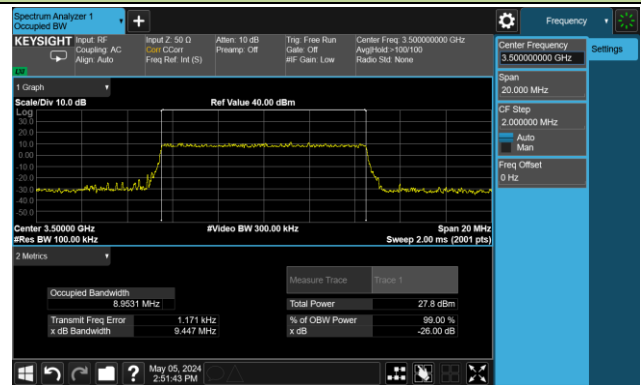 Spectrum Analyzer 1
Occupied BW
Frequency
KEYSIGHT
Input: RF
Coupling: AC
Align: Auto
Input Z: 50 Ω
Corr CCorr
Freq Ref: Int (S)
Atten: 10 dB
Preamp: Off
Trig: Free Run
Gate: Off
#IF Gain: Low
Center Freq: 3.500000000 GHz
Avg|Hold:>100/100
Radio Std: None
Center Frequency
3.500000000 GHz
Settings
Span
20.000 MHz
CF Step
2.000000 MHz
Auto
Man
Freq Offset
0 Hz
1 Graph
Scale/Div 10.0 dB
Ref Value 40.00 dBm
Log
30.0
20.0
10.0
0.00
-10.0
-20.0
-30.0
-40.0
-50.0
Center 3.50000 GHz
#Video BW 300.00 kHz
Span 20 MHz
#Res BW 100.00 kHz
Sweep 2.00 ms (2001 pts)
2 Metrics
Measure Trace
Trace 1
Occupied Bandwidth
8.9531 MHz
Total Power
27.8 dBm
Transmit Freq Error
1.171 kHz
% of OBW Power
99.00 %
x dB Bandwidth
9.447 MHz
x dB
-26.00 dB
May 05, 2024
2:51:43 PM